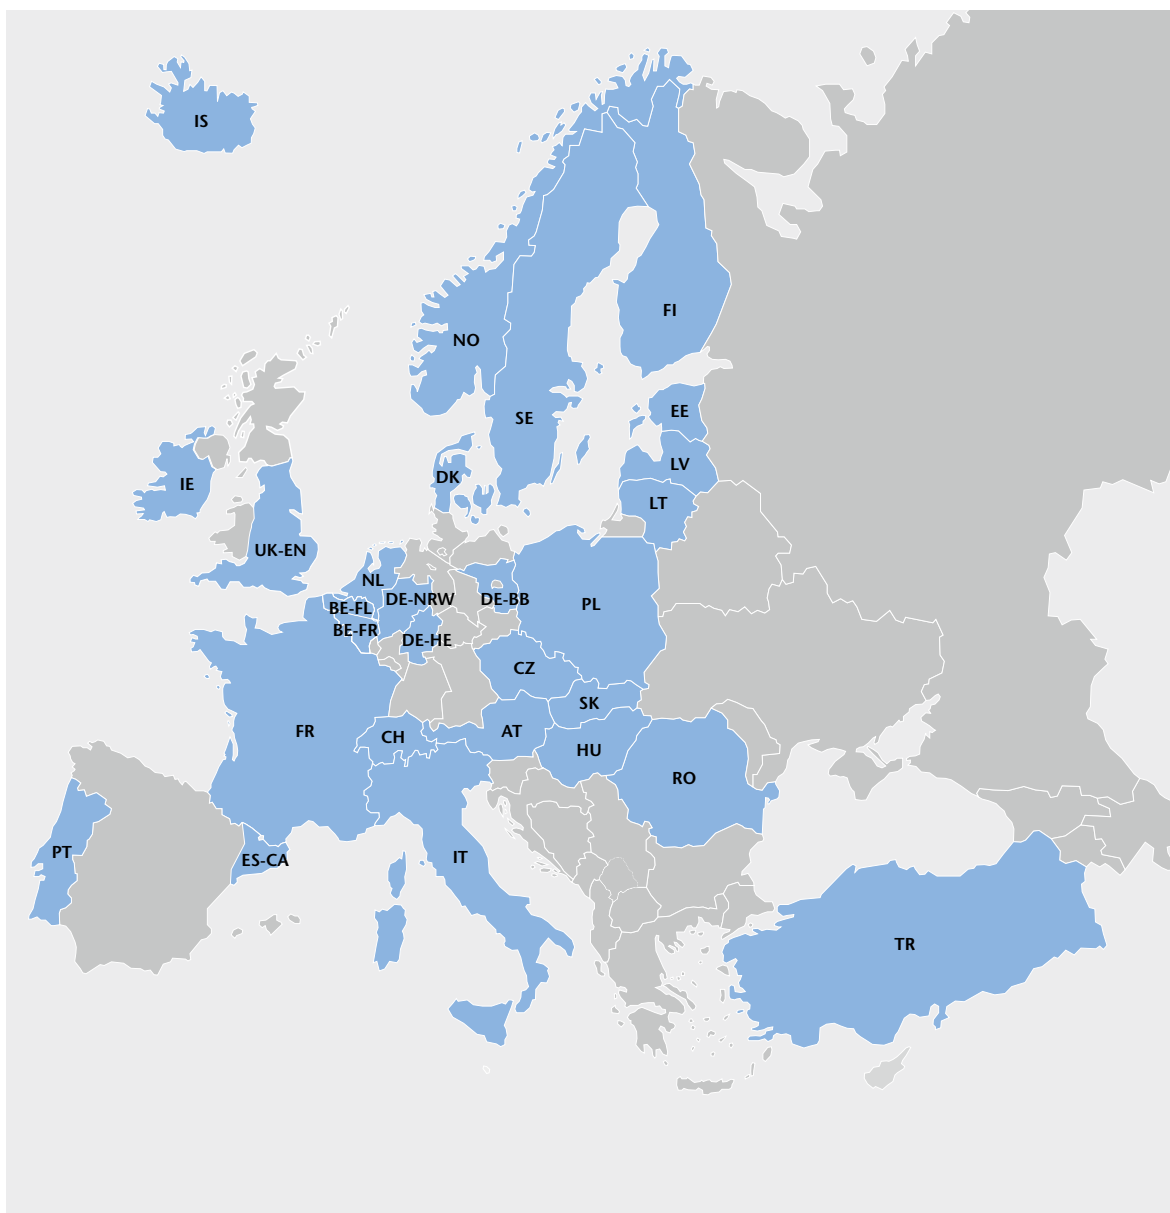 IS
FI
NO
EE
SE
LV
DK
IE
LT
UK-EN
NL
DE-NRW
DE-BB
PL
BE-FL
BE-FR
DE-HE
CZ
SK
FR
AT
CH
HU
RO
PT
ES-CA
IT
TR